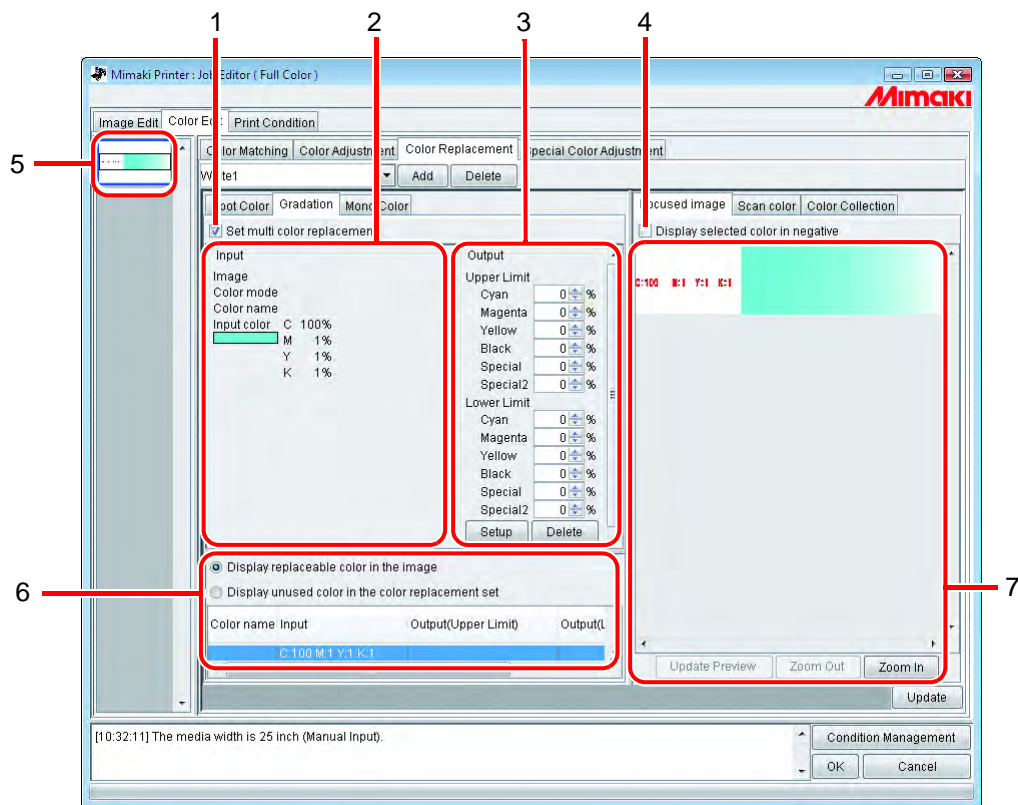 1 2 3 4
Mimaki Printer : Job Editor ( Full Color )
Mimaki
Image Edit Color Edit Print Condition
5
Color Matching Color Adjustment Color Replacement Special Color Adjustment
White1 Add Delete
Spot Color Gradation Mono Color
Focused image Scan color Color Collection
Set multi color replacement
Display selected color in negative
Input
Image
Color mode
Color name
Input color C 100%
M 1%
Y 1%
K 1%
Output
Upper Limit
Cyan 0 %
Magenta 0 %
Yellow 0 %
Black 0 %
Special 0 %
Special2 0 %
Lower Limit
Cyan 0 %
Magenta 0 %
Yellow 0 %
Black 0 %
Special 0 %
Special2 0 %
Setup Delete
C:100 M:1 Y:1 K:1
6
Display replaceable color in the image
Display unused color in the color replacement set
Color name Input Output(Upper Limit) Output(L
C:100 M:1 Y:1 K:1
7
Update Preview Zoom Out Zoom In
Update
[10:32:11] The media width is 25 inch (Manual Input).
Condition Management
OK Cancel